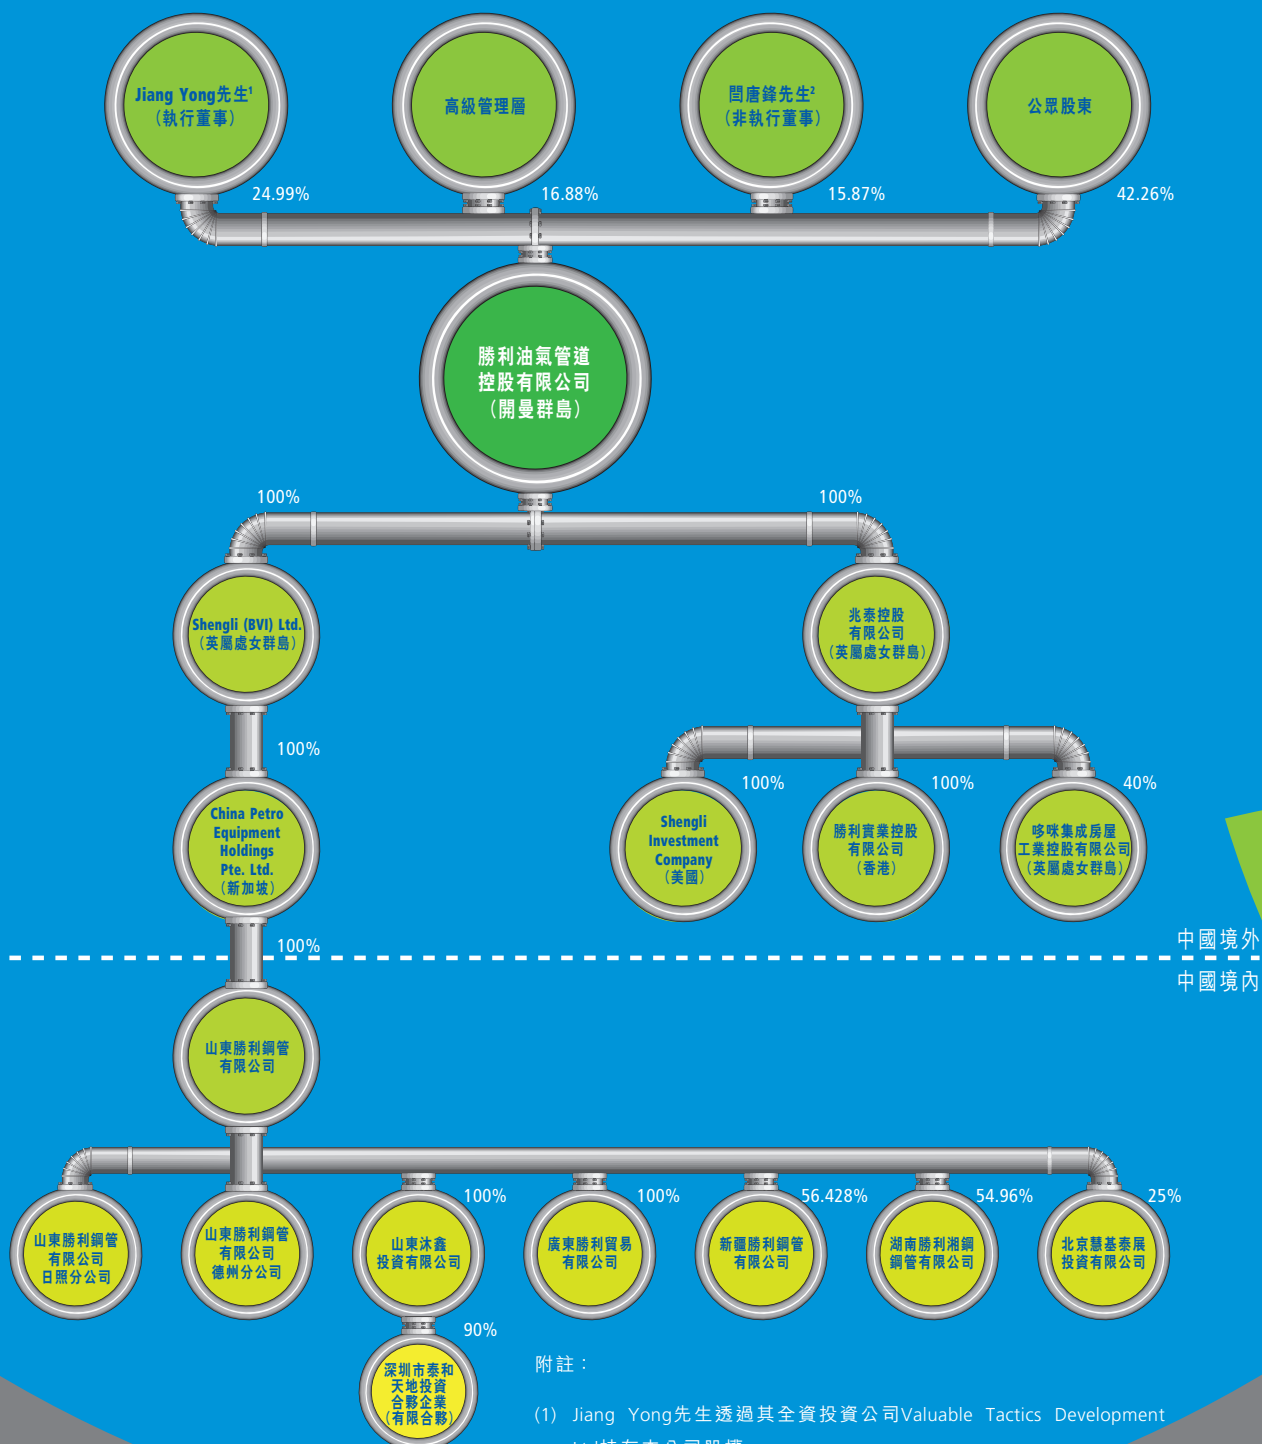 Jiang Yong先生¹
（執行董事）
高級管理層
閆唐鋒先生²
（非執行董事）
公眾股東
24.99%
16.88%
15.87%
42.26%
勝利油氣管道
控股有限公司
（開曼群島）
100%
100%
Shengli (BVI) Ltd.
（英屬處女群島）
兆泰控股
有限公司
（英屬處女群島）
100%
100%
100%
40%
China Petro
Equipment
Holdings
Pte. Ltd.
（新加坡）
Shengli
Investment
Company
（美國）
勝利實業控股
有限公司
（香港）
哆咪集成房屋
工業控股有限公司
（英屬處女群島）
100%
中國境外
中國境內
山東勝利鋼管
有限公司
100%
100%
56.428%
54.96%
25%
山東勝利鋼管
有限公司
日照分公司
山東勝利鋼管
有限公司
德州分公司
山東沐鑫
投資有限公司
廣東勝利貿易
有限公司
新疆勝利鋼管
有限公司
湖南勝利湘鋼
鋼管有限公司
北京慧基泰展
投資有限公司
90%
深圳市泰和
天地投資
合夥企業
（有限合夥）
附註：
(1) Jiang Yong先生透過其全資投資公司Valuable Tactics Development